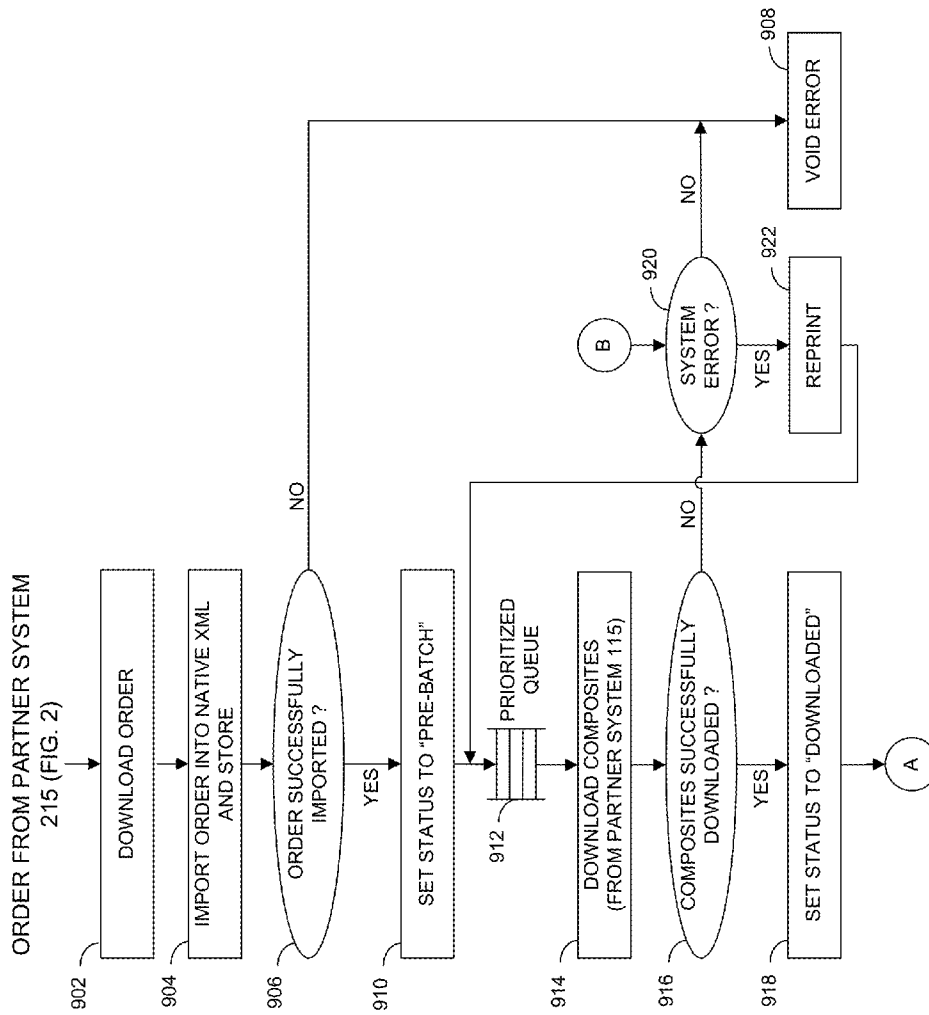 ORDER FROM PARTNER SYSTEM
215 (FIG. 2)
902
DOWNLOAD ORDER
904
IMPORT ORDER INTO NATIVE XML
AND STORE
906
ORDER SUCCESSFULLY
IMPORTED ?
NO
YES
910
SET STATUS TO "PRE-BATCH"
912
PRIORITIZED
QUEUE
914
DOWNLOAD COMPOSITES
(FROM PARTNER SYSTEM 115)
916
COMPOSITES SUCCESSFULLY
DOWNLOADED ?
NO
YES
918
SET STATUS TO "DOWNLOADED"
A
B
920
SYSTEM
ERROR ?
NO
YES
922
REPRINT
908
VOID ERROR